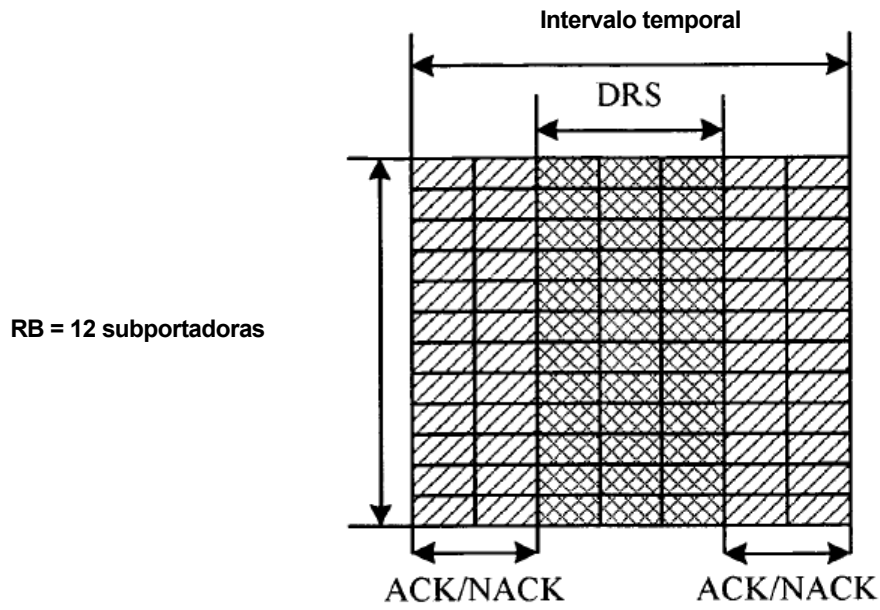 Intervalo temporal
DRS
RB = 12 subportadoras
ACK/NACK
ACK/NACK